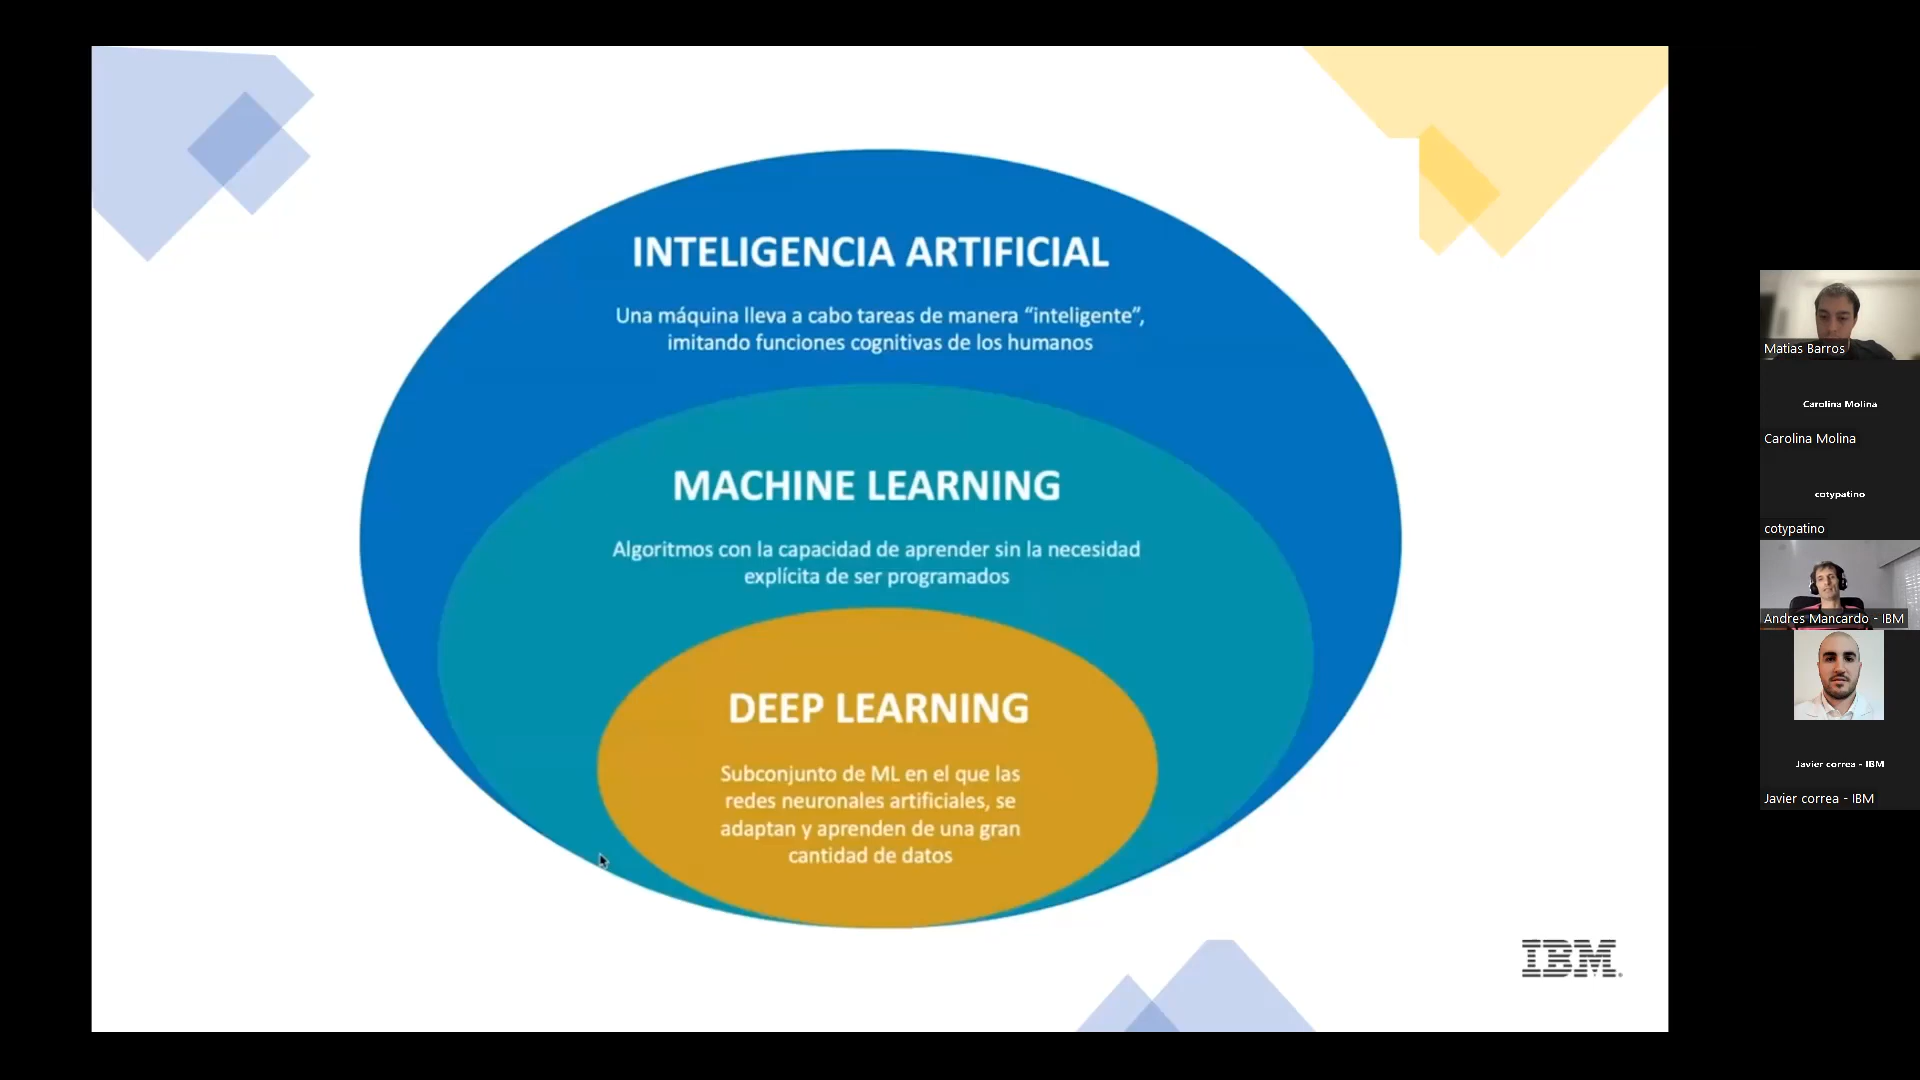 INTELIGENCIA ARTIFICIAL
Una máquina lleva a cabo tareas de manera “inteligente”,
imitando funciones cognitivas de los humanos
MACHINE LEARNING
Algoritmos con la capacidad de aprender sin la necesidad
explícita de ser programados
DEEP LEARNING
Subconjunto de ML en el que las
redes neuronales artificiales, se
adaptan y aprenden de una gran
cantidad de datos
IBM
Matias Barros
Carolina Molina
Carolina Molina
cotypatino
cotypatino
Andres Mancardo - IBM
Javier correa - IBM
Javier correa - IBM